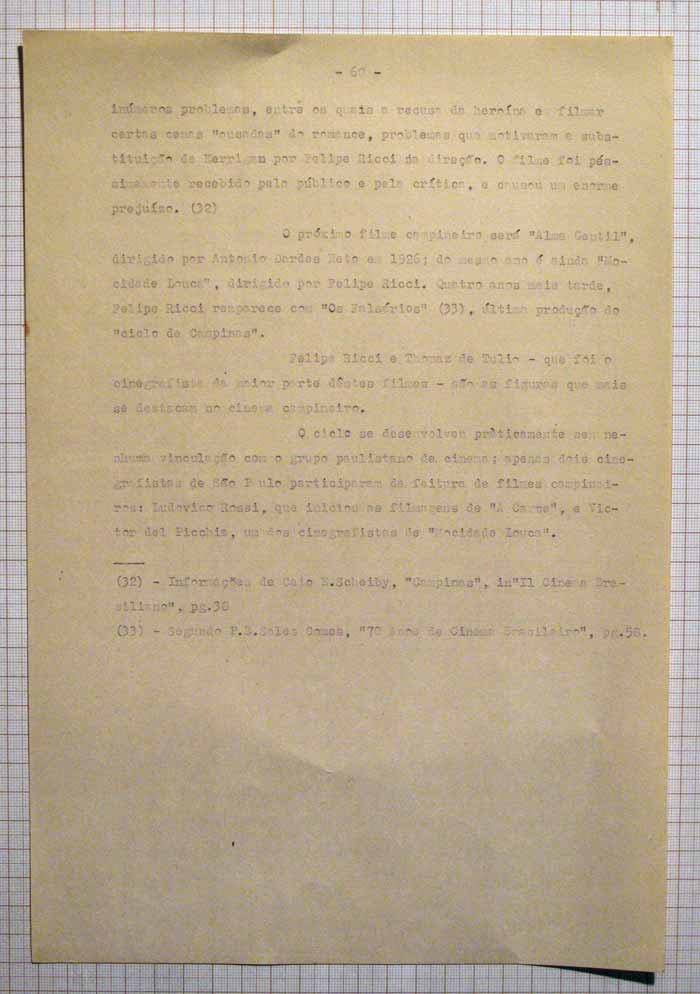 - 60 -
inúmeros problemas, entre os quais a recusa da heroína em filmar
certas cenas "ousadas" do romance, problemas que motivaram a subs-
tituição de Kerrigan por Felipe Ricci na direção. O filme foi pés-
simamente recebido pelo público e pela crítica, e causou um enorme
prejuízo. (32)
O próximo filme campineiro será "Alma Gentil",
dirigido por Antonio Dardes Neto em 1926; do mesmo ano é ainda "Mo-
cidade Louca", dirigido por Felipe Ricci. Quatro anos mais tarde,
Felipe Ricci reaparece com "Os Falsários" (33), última produção do
"ciclo de Campinas".
Felipe Ricci e Thomaz de Tulio - que foi o
cinegrafista da maior parte dêstes filmes - são as figuras que mais
se destacam no cinema campineiro.
O ciclo se desenvolveu pràticamente sem ne-
nhuma vinculação com o grupo paulistano de cinema; apenas dois cine-
grafistas de São Paulo participaram da feitura de filmes campinei-
ros: Ludovico Rossi, que iniciou as filmagens de "A Carne", e Vic-
tor del Picchia, um dos cinegrafistas de "Mocidade Louca".
(32) - Informações de Caio E.Scheiby, "Campinas", in"Il Cinema Bra-
siliano", pg.38
(33) - Segundo P.E.Sales Gomes, "70 Anos de Cinema Brasileiro", pg.58.